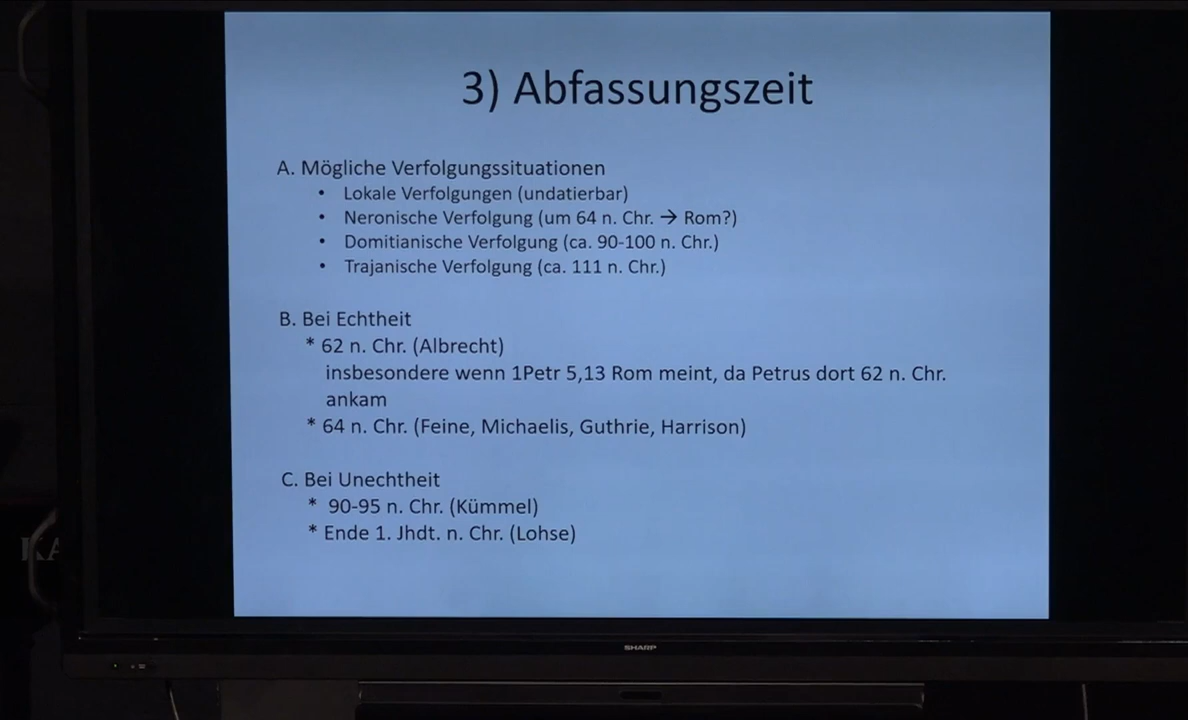 3) Abfassungszeit
A. Mögliche Verfolgungssituationen
• Lokale Verfolgungen (undatierbar)
• Neronische Verfolgung (um 64 n. Chr. → Rom?)
• Domitianische Verfolgung (ca. 90-100 n. Chr.)
• Trajanische Verfolgung (ca. 111 n. Chr.)
B. Bei Echtheit
* 62 n. Chr. (Albrecht)
insbesondere wenn 1Petr 5,13 Rom meint, da Petrus dort 62 n. Chr.
ankam
* 64 n. Chr. (Feine, Michaelis, Guthrie, Harrison)
C. Bei Unechtheit
* 90-95 n. Chr. (Kümmel)
* Ende 1. Jhdt. n. Chr. (Lohse)
SHARP